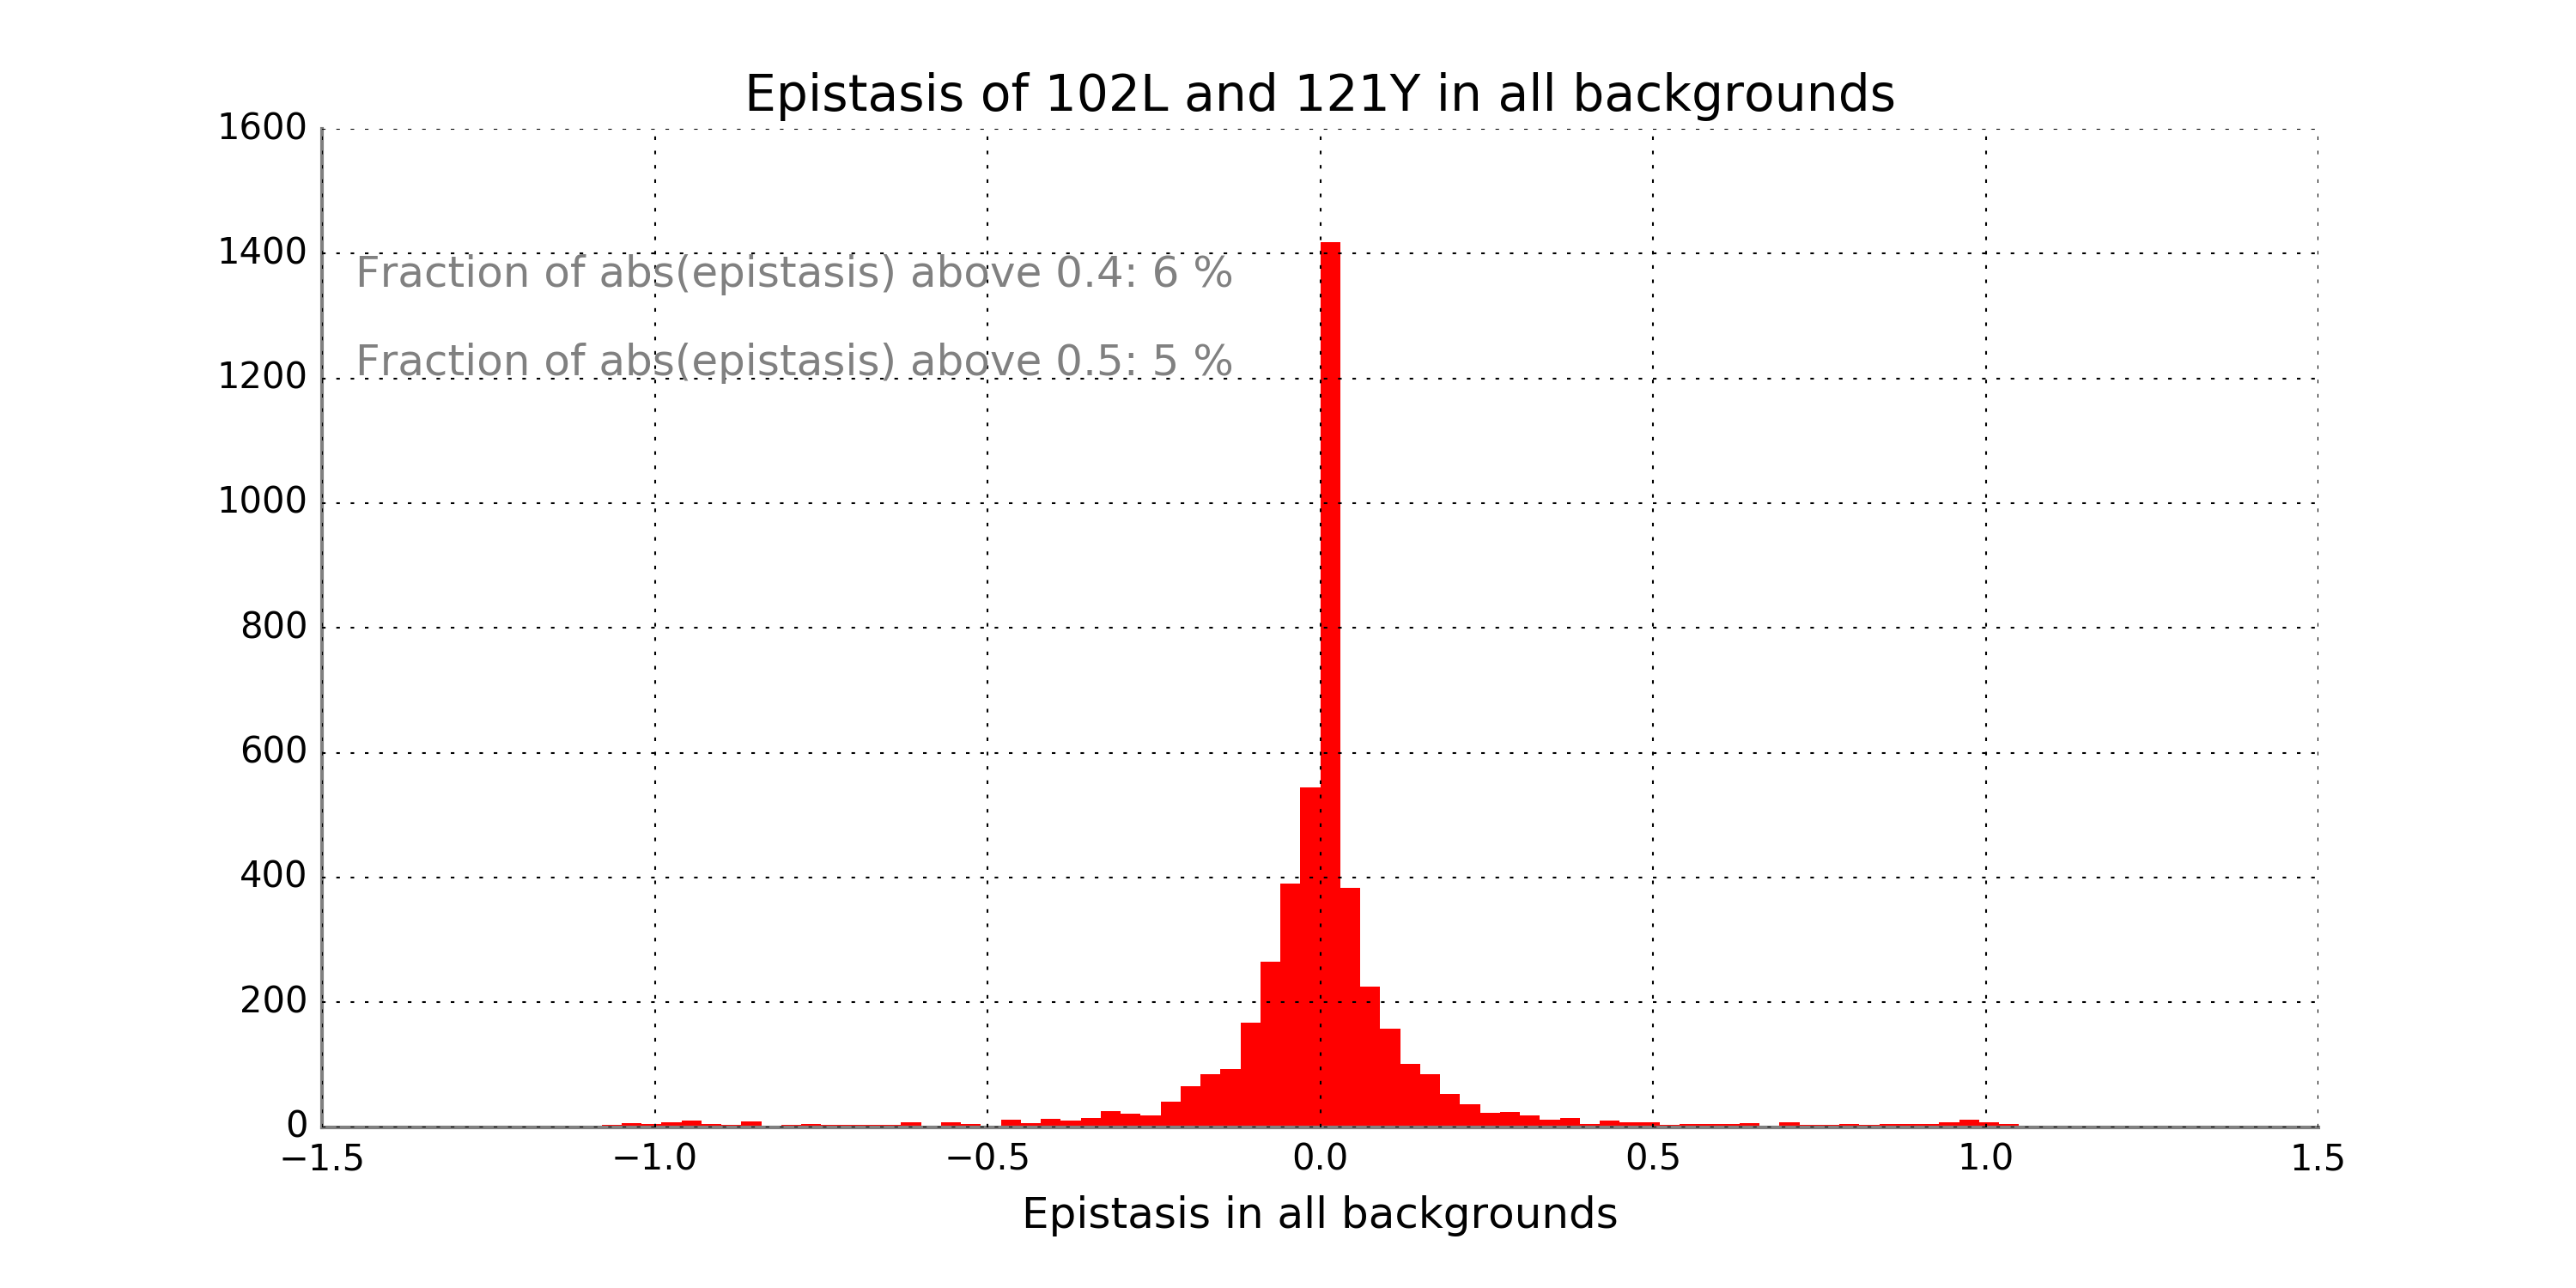 Epistasis of 102L and 121Y in all backgrounds
1600
1400
Fraction of abs(epistasis) above 0.4: 6 %
Fraction of abs(epistasis) above 0.5: 5 %
1200
1000
800
600
400
200
0
−1.5 −1.0 −0.5 0.0 0.5 1.0 1.5
Epistasis in all backgrounds